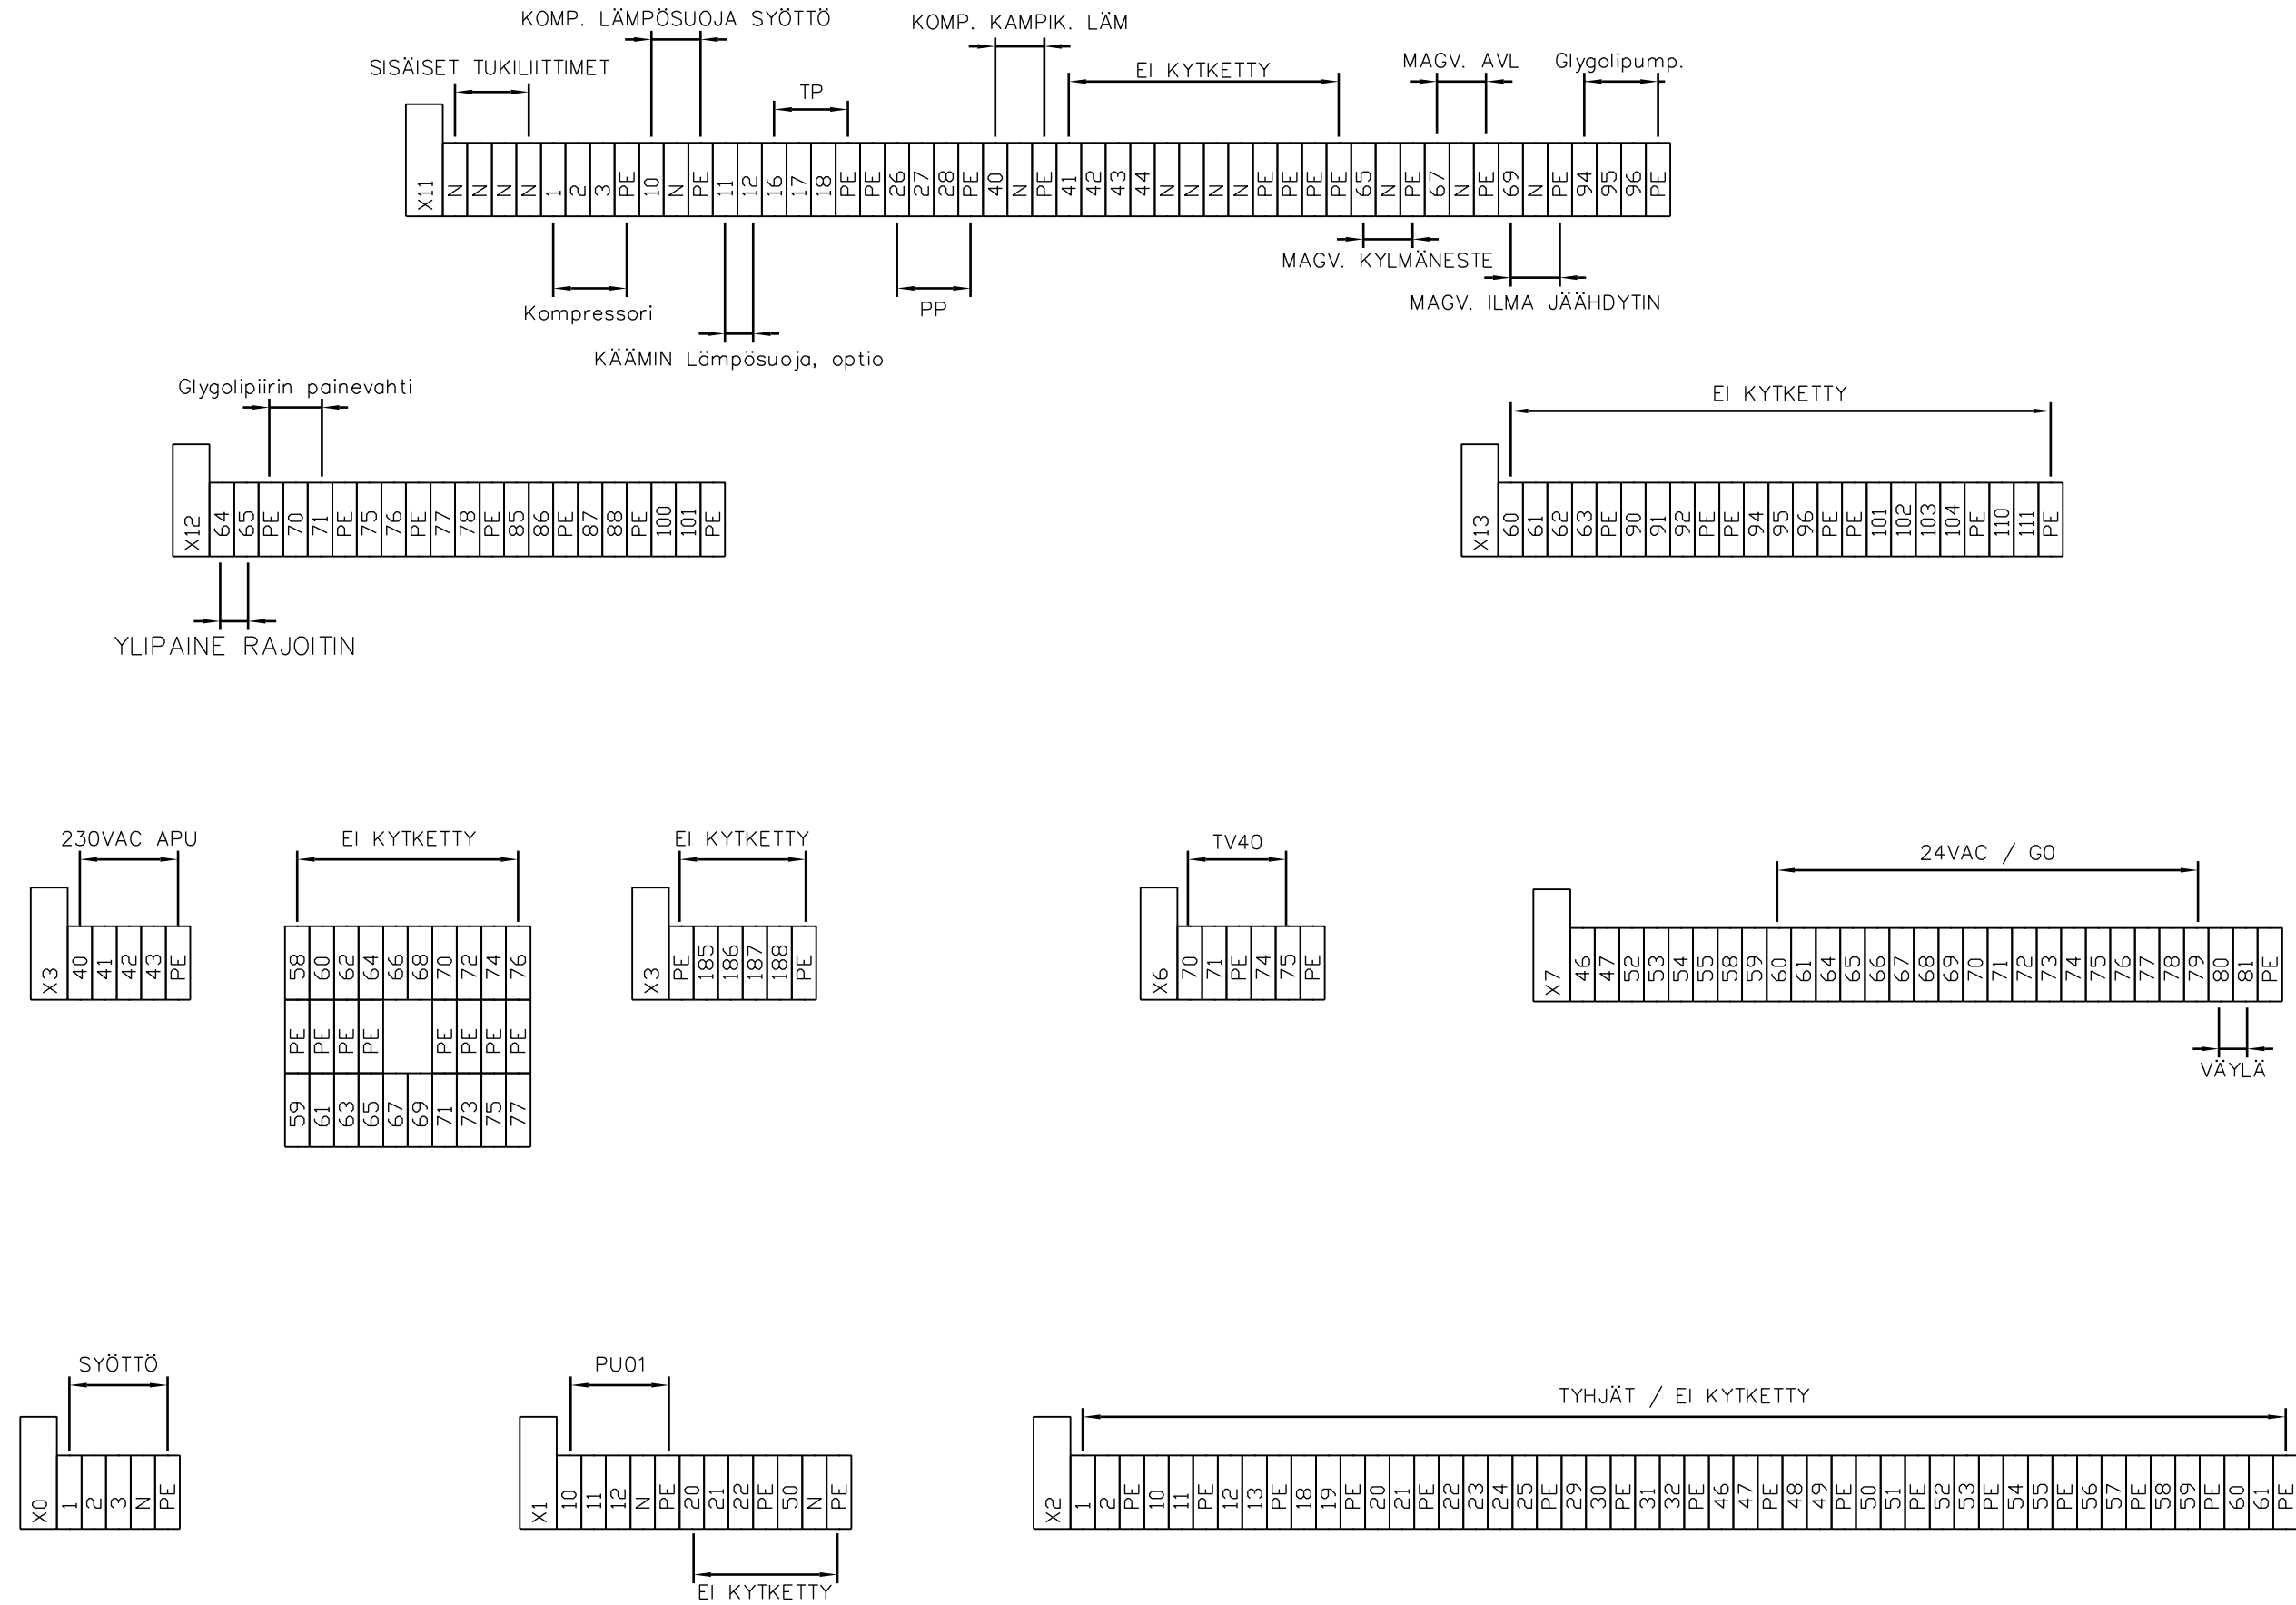 KOMP. LÄMPÖSUOJA SYÖTTÖ
KOMP. KAMPIK. LÄM
SISÄISET TUKILIITTIMET
TP
EI KYTKETTY
MAGV. AVL
Glygolipump.
X11 N N N N 1 2 3 PE 10 N PE 11 12 16 17 18 PE PE 26 27 28 PE 40 N PE 41 42 43 44 N N N N PE PE PE PE 65 N PE 67 N PE 69 N PE 94 95 96 PE
MAGV. KYLMÄNESTE
MAGV. ILMA JÄÄHDYTIN
Kompressori
PP
KÄÄMIN Lämpösuoja, optio
Glygolipiirin painevahti
EI KYTKETTY
X12 64 65 PE 70 71 PE 75 76 PE 77 78 PE 85 86 PE 87 88 PE 100 101 PE
X13 60 61 62 63 PE 90 91 92 PE PE 94 95 96 PE PE 101 102 103 104 PE 110 111 PE
YLIPAINE RAJOITIN
230VAC APU
EI KYTKETTY
EI KYTKETTY
TV40
24VAC / G0
X3 40 41 42 43 PE
58 60 62 64 66 68 70 72 74 76
PE PE PE PE PE PE PE PE
59 61 63 65 67 69 71 73 75 77
X3 PE 185 186 187 188 PE
X6 70 71 PE 74 75 PE
X7 46 47 52 53 54 55 58 59 60 61 64 65 66 67 68 69 70 71 72 73 74 75 76 77 78 79 80 81 PE
VÄYLÄ
SYÖTTÖ
PU01
TYHJÄT / EI KYTKETTY
X0 1 2 3 N PE
X1 10 11 12 N PE 20 21 22 PE 50 N PE
X2 1 2 PE 10 11 PE 12 13 PE 18 19 PE 20 21 PE 22 23 24 25 PE 29 30 PE 31 32 PE 46 47 PE 48 49 PE 50 51 PE 52 53 PE 54 55 PE 56 57 PE 58 59 PE 60 61 PE
EI KYTKETTY